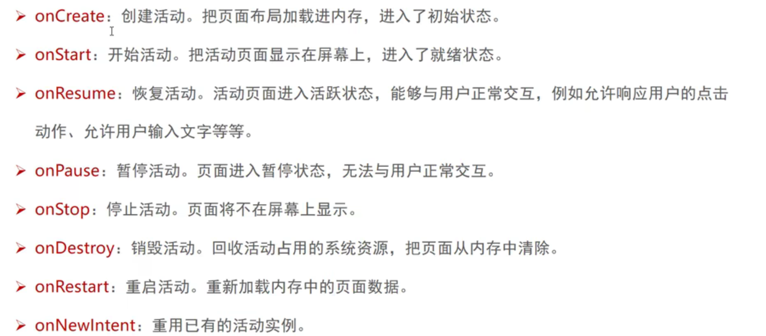 ➢ onCreate：创建活动。把页面布局加载进内存，进入了初始状态。
➢ onStart：开始活动。把活动页面显示在屏幕上，进入了就绪状态。
➢ onResume：恢复活动。活动页面进入活跃状态，能够与用户正常交互，例如允许响应用户的点击
动作、允许用户输入文字等等。
➢ onPause：暂停活动。页面进入暂停状态，无法与用户正常交互。
➢ onStop：停止活动。页面将不在屏幕上显示。
➢ onDestroy：销毁活动。回收活动占用的系统资源，把页面从内存中清除。
➢ onRestart：重启活动。重新加载内存中的页面数据。
➢ onNewIntent：重用已有的活动实例。